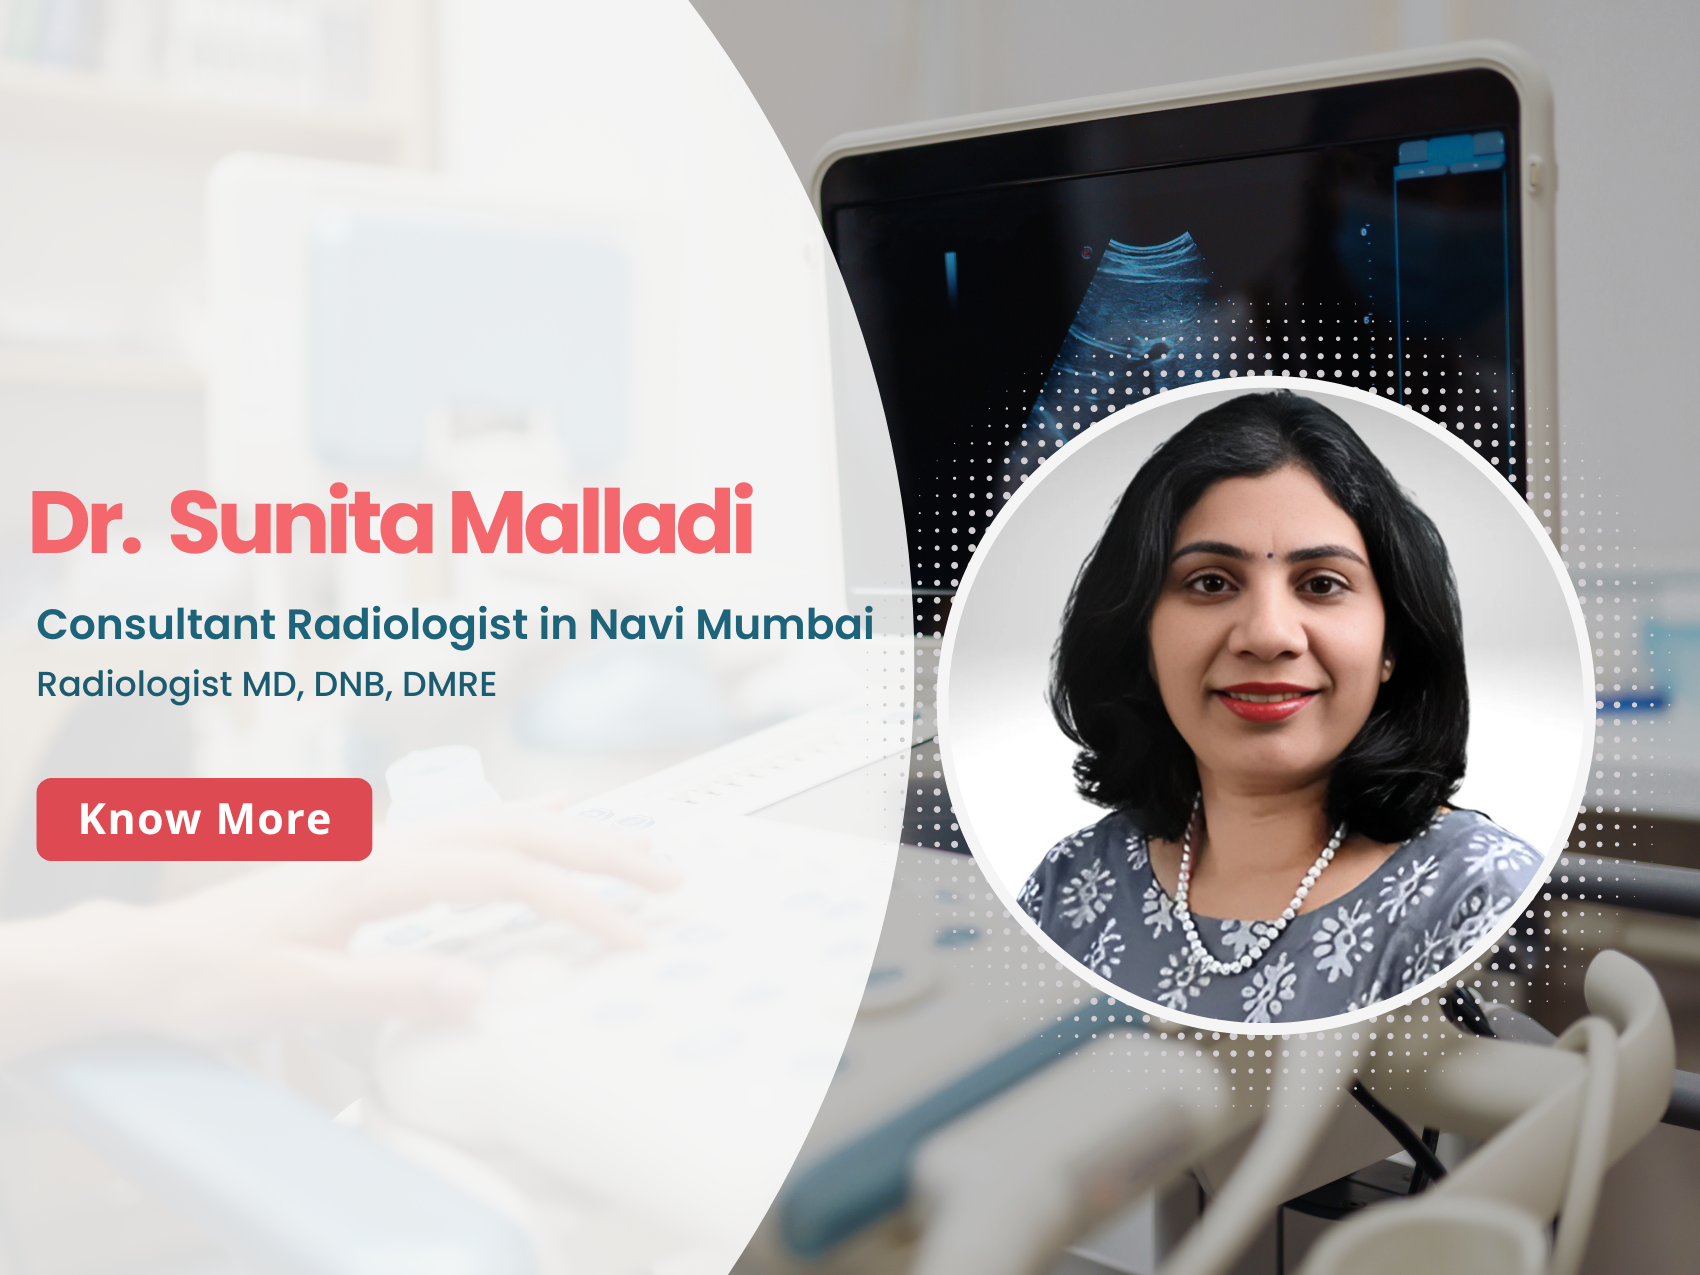 Dr. Sunita Malladi
Consultant Radiologist in Navi Mumbai
Radiologist MD, DNB, DMRE
Know More